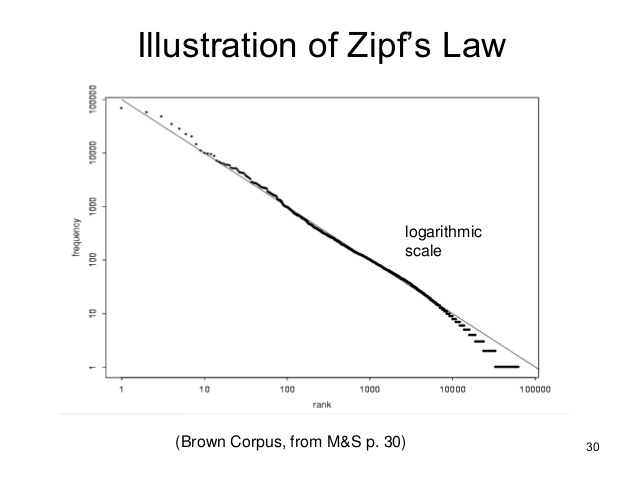 Illustration of Zipf's Law
100000
10000
1000
100
10
1
frequency
logarithmic
scale
1 10 100 1000 10000 100000
rank
(Brown Corpus, from M&S p. 30)
30